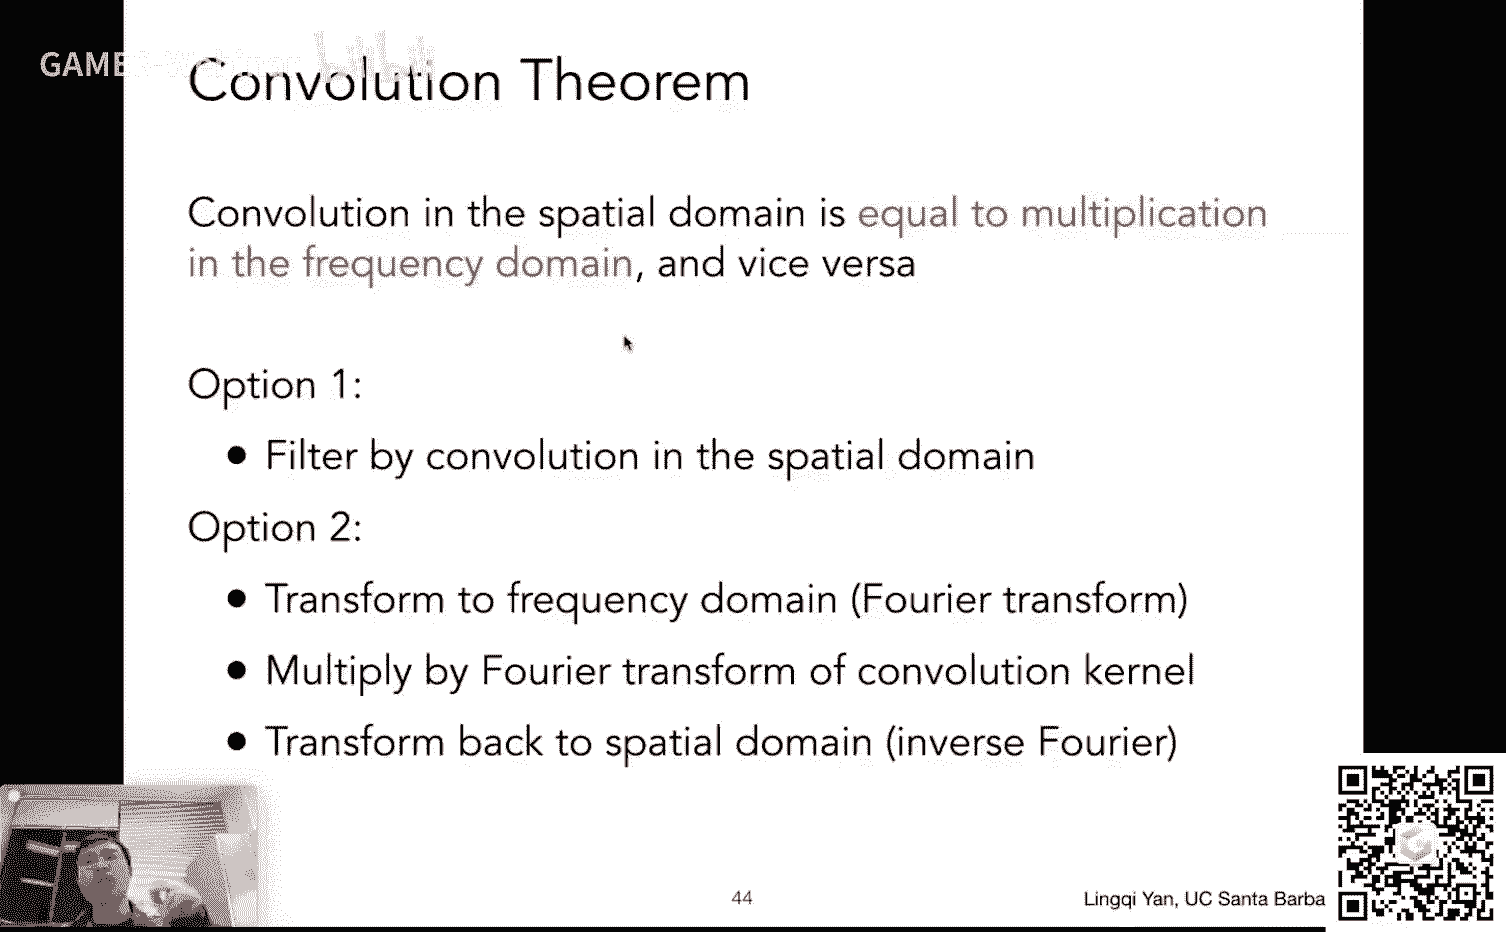 Convolution Theorem
Convolution in the spatial domain is equal to multiplication
in the frequency domain, and vice versa
Option 1:
● Filter by convolution in the spatial domain
Option 2:
● Transform to frequency domain (Fourier transform)
● Multiply by Fourier transform of convolution kernel
● Transform back to spatial domain (inverse Fourier)
44
Lingqi Yan, UC Santa Barba